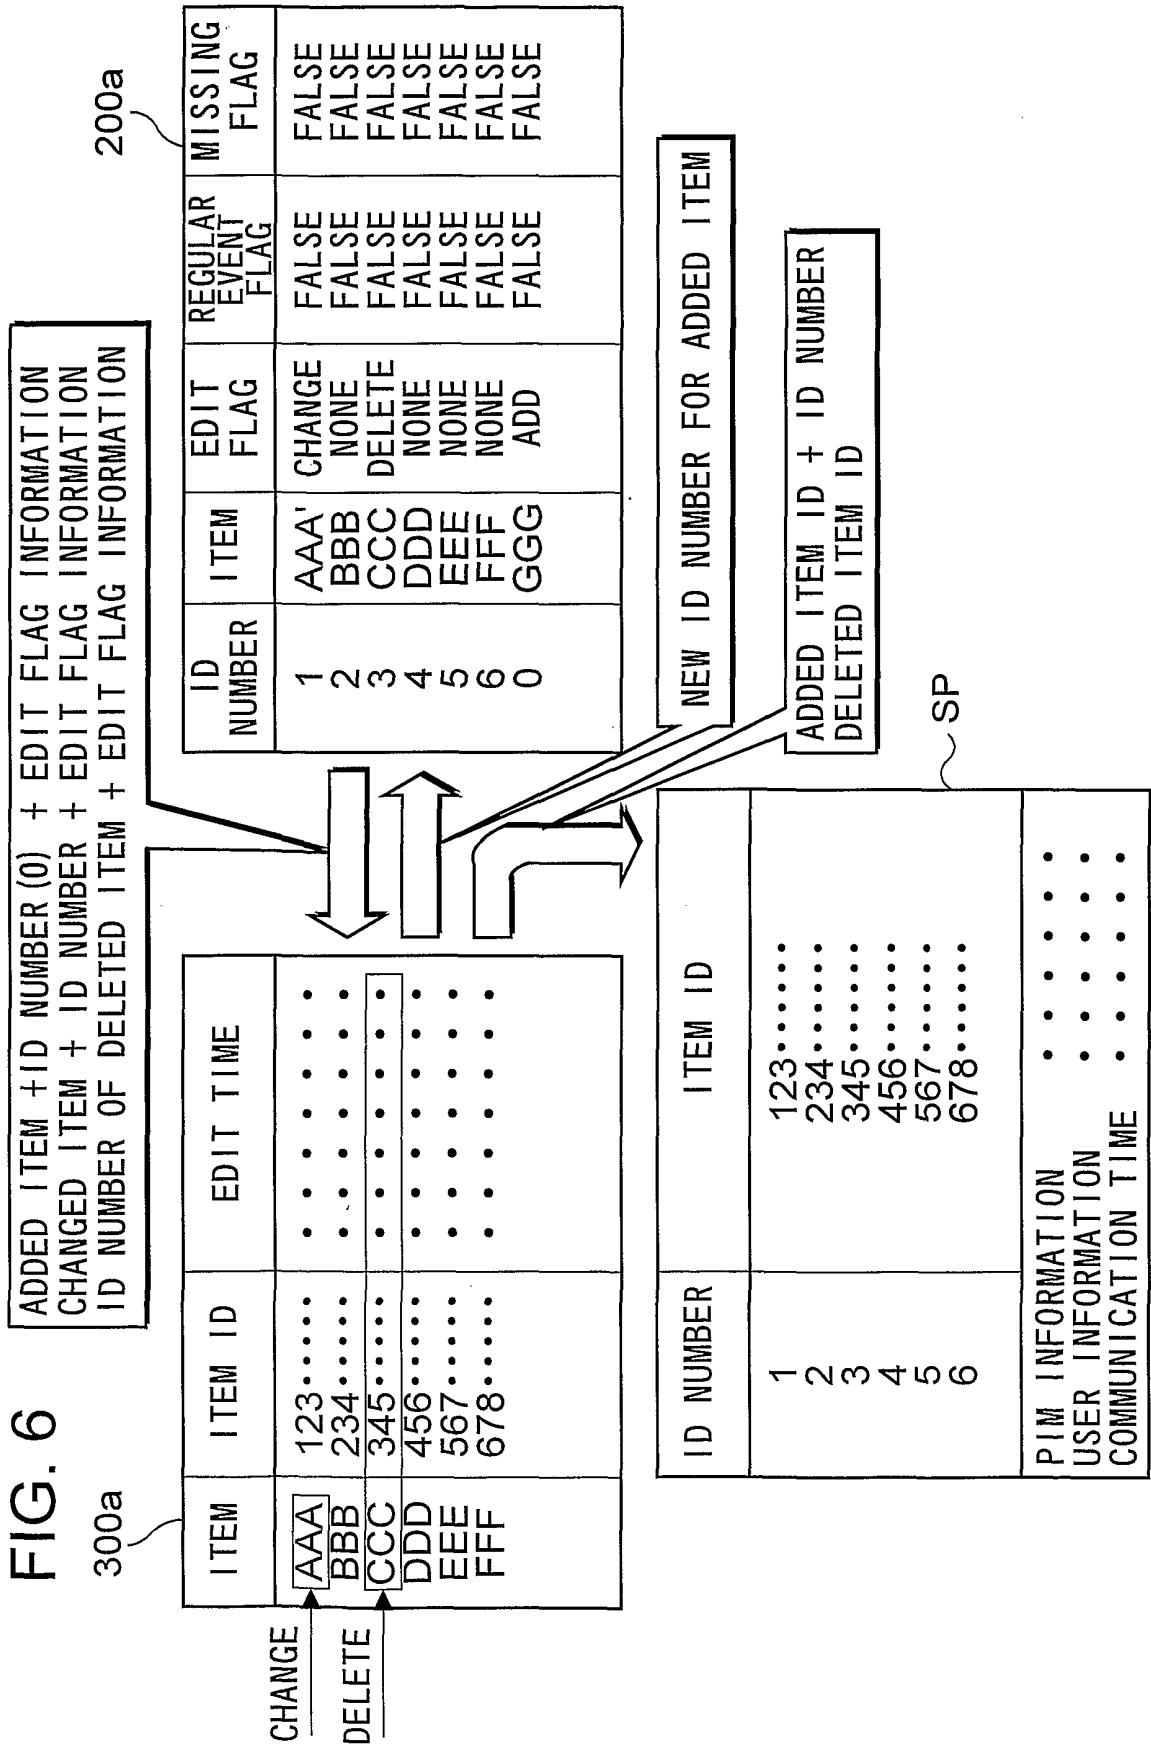 FIG. 6
ADDED ITEM +ID NUMBER (0) + EDIT FLAG INFORMATION
CHANGED ITEM + ID NUMBER + EDIT FLAG INFORMATION
ID NUMBER OF DELETED ITEM + EDIT FLAG INFORMATION
300a
ITEM ITEM ID EDIT TIME
CHANGE AAA 123•••••• • • • • • • •
BBB 234•••••• • • • • • • •
DELETE CCC 345•••••• • • • • • • •
DDD 456•••••• • • • • • • •
EEE 567•••••• • • • • • • •
FFF 678•••••• • • • • • • •
200a
ID NUMBER ITEM EDIT FLAG REGULAR EVENT FLAG MISSING FLAG
1 AAA' CHANGE FALSE FALSE
2 BBB NONE FALSE FALSE
3 CCC DELETE FALSE FALSE
4 DDD NONE FALSE FALSE
5 EEE NONE FALSE FALSE
6 FFF NONE FALSE FALSE
0 GGG ADD FALSE FALSE
NEW ID NUMBER FOR ADDED ITEM
ADDED ITEM ID + ID NUMBER
DELETED ITEM ID
SP
ID NUMBER ITEM ID
1 123•••••••
2 234•••••••
3 345•••••••
4 456•••••••
5 567•••••••
6 678•••••••
PIM INFORMATION • • • • • •
USER INFORMATION • • • • • •
COMMUNICATION TIME • • • • • •